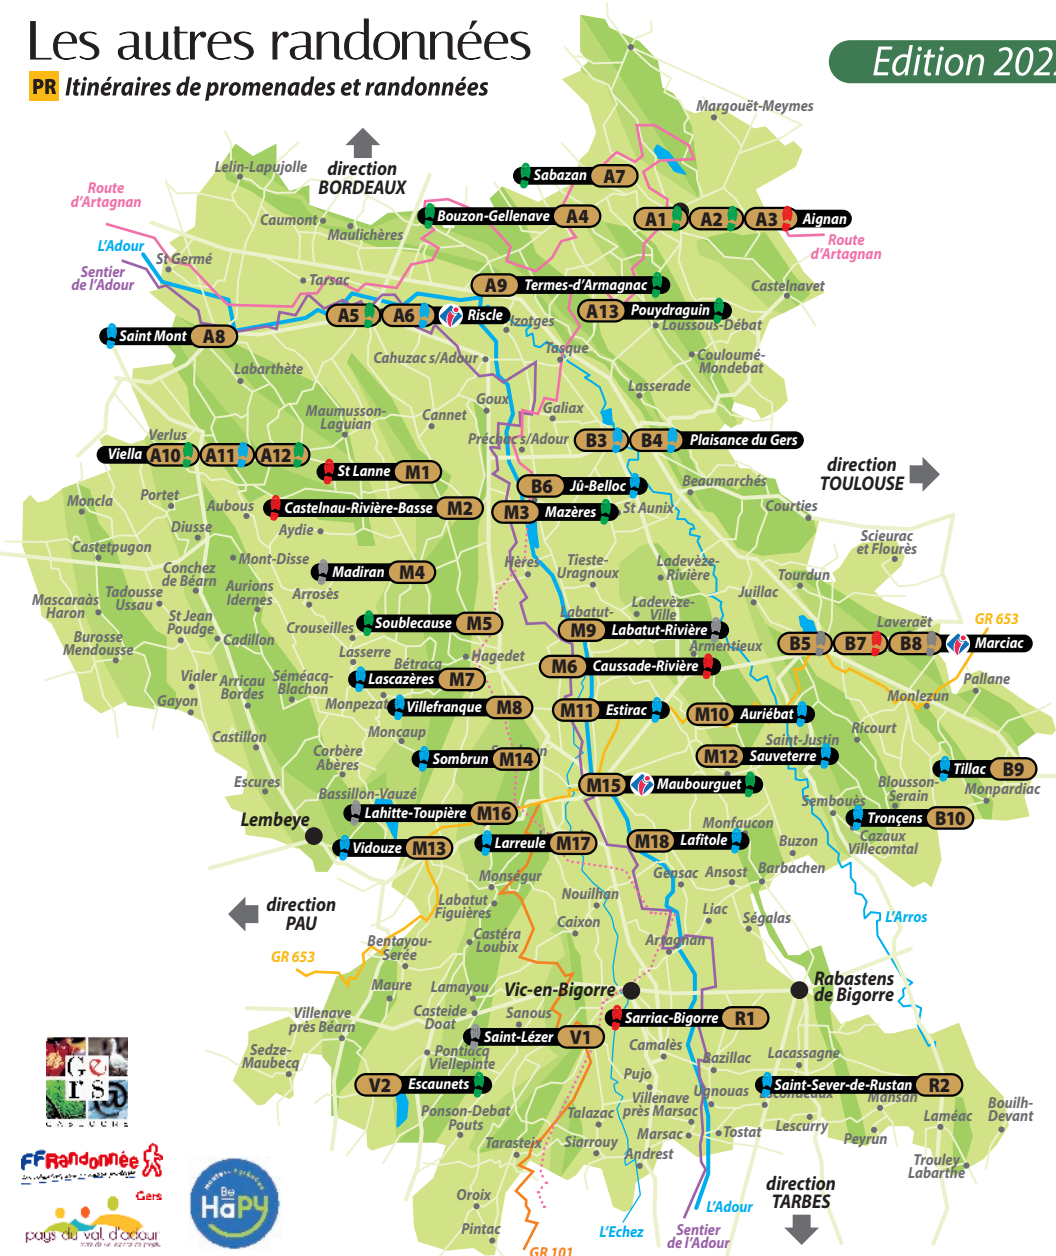 Les autres randonnées
Edition 202
PR Itinéraires de promenades et randonnées
Margouët-Meymes
direction
BORDEAUX
Lelin-Lapujolle
Sabazan A7
Route
d'Artagnan
Bouzon-Gellenave A4
A1 A2 A3 Aignan
Caumont
Maulichères
L'Adour
Route
d'Artagnan
St Germé
Sentier
de l'Adour
Tarsac
A9 Termes-d'Armagnac
Castelnavet
A5 A6 Riscle
Izotges
A13 Pouydraguin
Loussous-Débat
Saint Mont A8
Tasque
Cahuzac s/Adour
Couloumé-
Mondebat
Labarthète
Lasserade
Goux
Galiax
Maumusson-
Laguian
Cannet
Verlus
Préchac s/Adour
B3 B4 Plaisance du Gers
Viella A10 A11 A12
St Lanne M1
direction
TOULOUSE
B6 Jû-Belloc
Beaumarchés
Moncla
Portet
Aubous
Castelnau-Rivière-Basse M2
M3 Mazères
St Aunix
Courties
Diusse
Aydie
Scieurac
et Flourès
Castetpugon
Mont-Disse
Hères
Tieste-
Uragnoux
Ladevèze-
Rivière
Conchez
de Béarn
Madiran M4
Tourdun
Tadousse
Ussau
Aurions
Idernes
Arrosès
Juillac
Mascaraàs
Haron
St Jean
Poudge
Labatut-
Ladevèze-
Ville
Laveraët
GR 653
Burosse
Mendousse
Cadillon
Crouseilles
Soublecause M5
M9 Labatut-Rivière
Armentieux
B5 B7 B8 Marciac
Lasserre
Bétracq
Hagedet
M6 Caussade-Rivière
Vialer
Arricau
Bordes
Séméacq-
Blachon
Lascazères M7
Pallane
Gayon
Monpezat
Villefranque M8
M11 Estirac
M10 Auriébat
Monlezun
Castillon
Moncaup
Ricourt
Saint-Justin
Corbère
Abères
Sombrun M14
M12 Sauveterre
Tillac B9
Escures
Bassillon-Vauzé
M15 Maubourguet
Blousson-
Serain
Monpardiac
Lahitte-Toupière M16
Sembouès
Tronçens B10
Lembeye
Monfaucon
Vidouze M13
Larreule M17
M18 Lafitole
Buzon
Cazaux
Villecomtal
Monségur
Gensac
Ansost
Barbachen
direction
PAU
Labatut
Figuières
Nouilhan
Liac
L'Arros
Caixon
Ségalas
Castéra
Loubix
Bentayou-
Serée
Artagnan
GR 653
Maure
Lamayou
Vic-en-Bigorre
Rabastens
de Bigorre
Villenave
près Béarn
Casteide
Doat
Sanous
Sarriac-Bigorre R1
Saint-Lézer V1
Sedze-
Maubecq
Pontiacq
Viellepinte
Camalès
Bazillac
Lacassagne
Pujo
V2 Escaunets
Ugnouas
Saint-Sever-de-Rustan R2
Escondeaux
Mansan
Ponson-Debat
Pouts
Talazac
Villenave
près Marsac
Lescurry
Laméac
Bouilh-
Devant
Marsac
Tostat
Peyrun
Tarasteix
Siarrouy
Andrest
Trouley
Labarthe
direction
TARBES
Oroix
Pintac
L'Echez
L'Adour
Sentier
de l'Adour
GR 101
Gers
FFRandonnée
Gers
pays du val d'adour
Be
HaPy